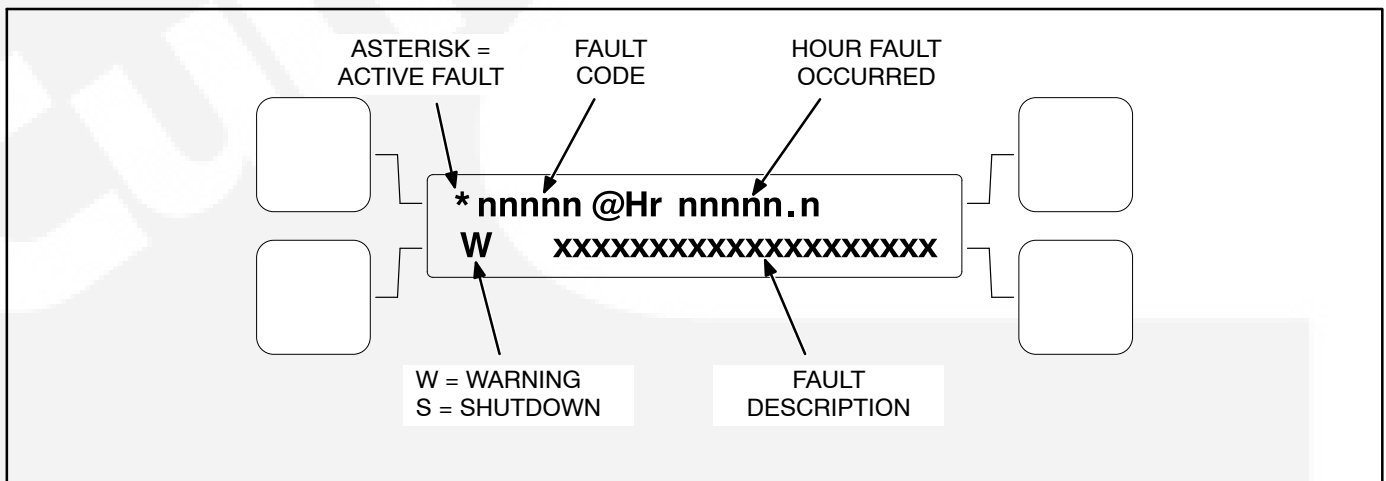 ASTERISK =
ACTIVE FAULT
FAULT
CODE
HOUR FAULT
OCCURRED
* nnnnn @Hr nnnnn.n
W xxxxxxxxxxxxxxxxxxxx
W = WARNING
S = SHUTDOWN
FAULT
DESCRIPTION